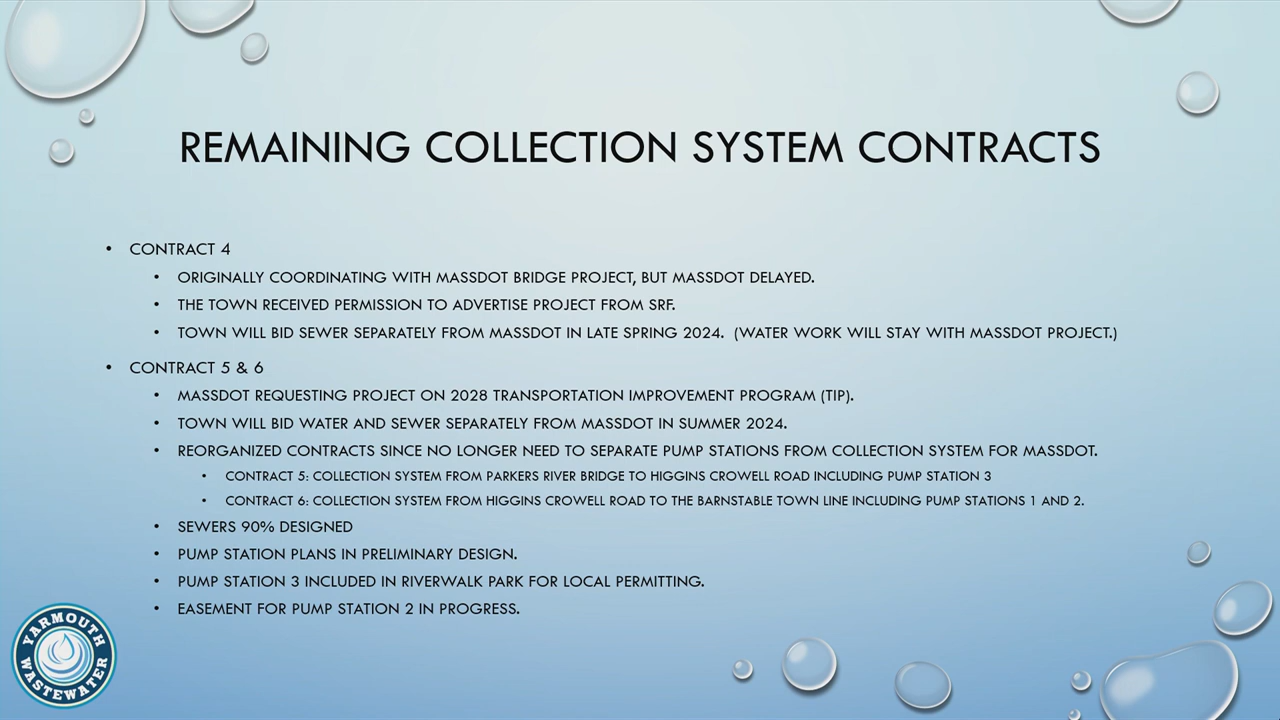 REMAINING COLLECTION SYSTEM CONTRACTS
• CONTRACT 4
• ORIGINALLY COORDINATING WITH MASSDOT BRIDGE PROJECT, BUT MASSDOT DELAYED.
• THE TOWN RECEIVED PERMISSION TO ADVERTISE PROJECT FROM SRF.
• TOWN WILL BID SEWER SEPARATELY FROM MASSDOT IN LATE SPRING 2024. (WATER WORK WILL STAY WITH MASSDOT PROJECT.)
• CONTRACT 5 & 6
• MASSDOT REQUESTING PROJECT ON 2028 TRANSPORTATION IMPROVEMENT PROGRAM (TIP).
• TOWN WILL BID WATER AND SEWER SEPARATELY FROM MASSDOT IN SUMMER 2024.
• REORGANIZED CONTRACTS SINCE NO LONGER NEED TO SEPARATE PUMP STATIONS FROM COLLECTION SYSTEM FOR MASSDOT.
• CONTRACT 5: COLLECTION SYSTEM FROM PARKERS RIVER BRIDGE TO HIGGINS CROWELL ROAD INCLUDING PUMP STATION 3
• CONTRACT 6: COLLECTION SYSTEM FROM HIGGINS CROWELL ROAD TO THE BARNSTABLE TOWN LINE INCLUDING PUMP STATIONS 1 AND 2.
• SEWERS 90% DESIGNED
• PUMP STATION PLANS IN PRELIMINARY DESIGN.
• PUMP STATION 3 INCLUDED IN RIVERWALK PARK FOR LOCAL PERMITTING.
• EASEMENT FOR PUMP STATION 2 IN PROGRESS.
YARMOUTH
WASTEWATER